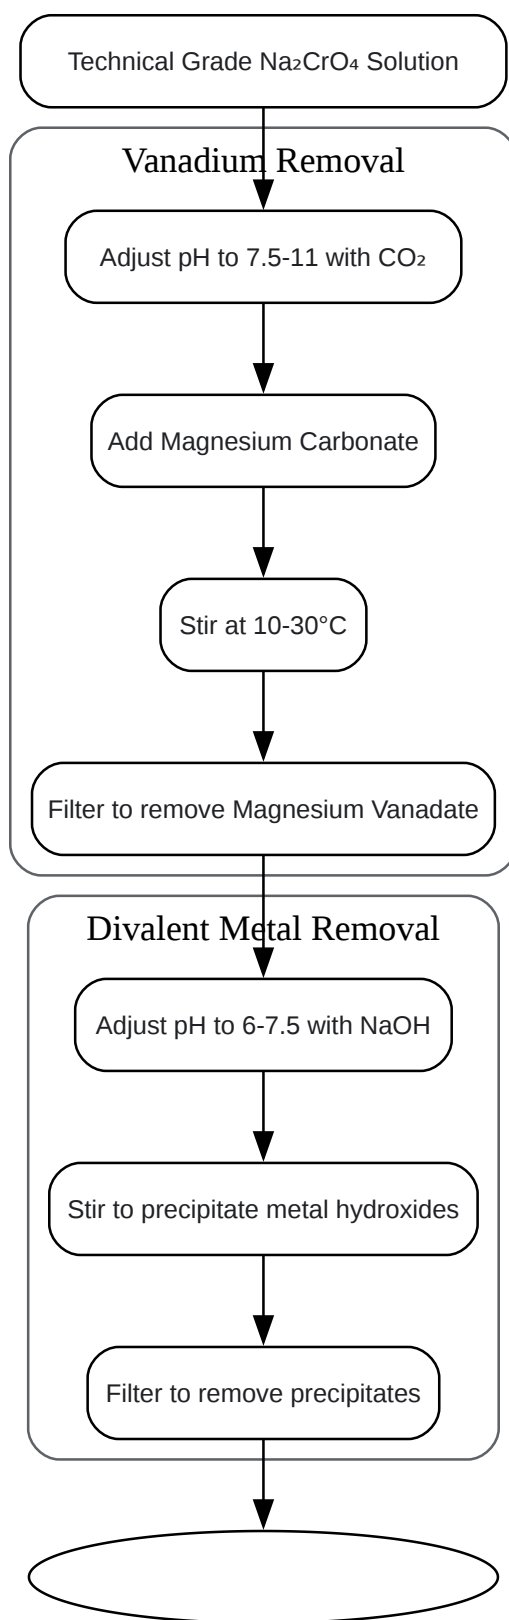 Technical Grade Na₂CrO₄ Solution
Vanadium Removal
Adjust pH to 7.5-11 with CO₂
Add Magnesium Carbonate
Stir at 10-30°C
Filter to remove Magnesium Vanadate
Divalent Metal Removal
Adjust pH to 6-7.5 with NaOH
Stir to precipitate metal hydroxides
Filter to remove precipitates